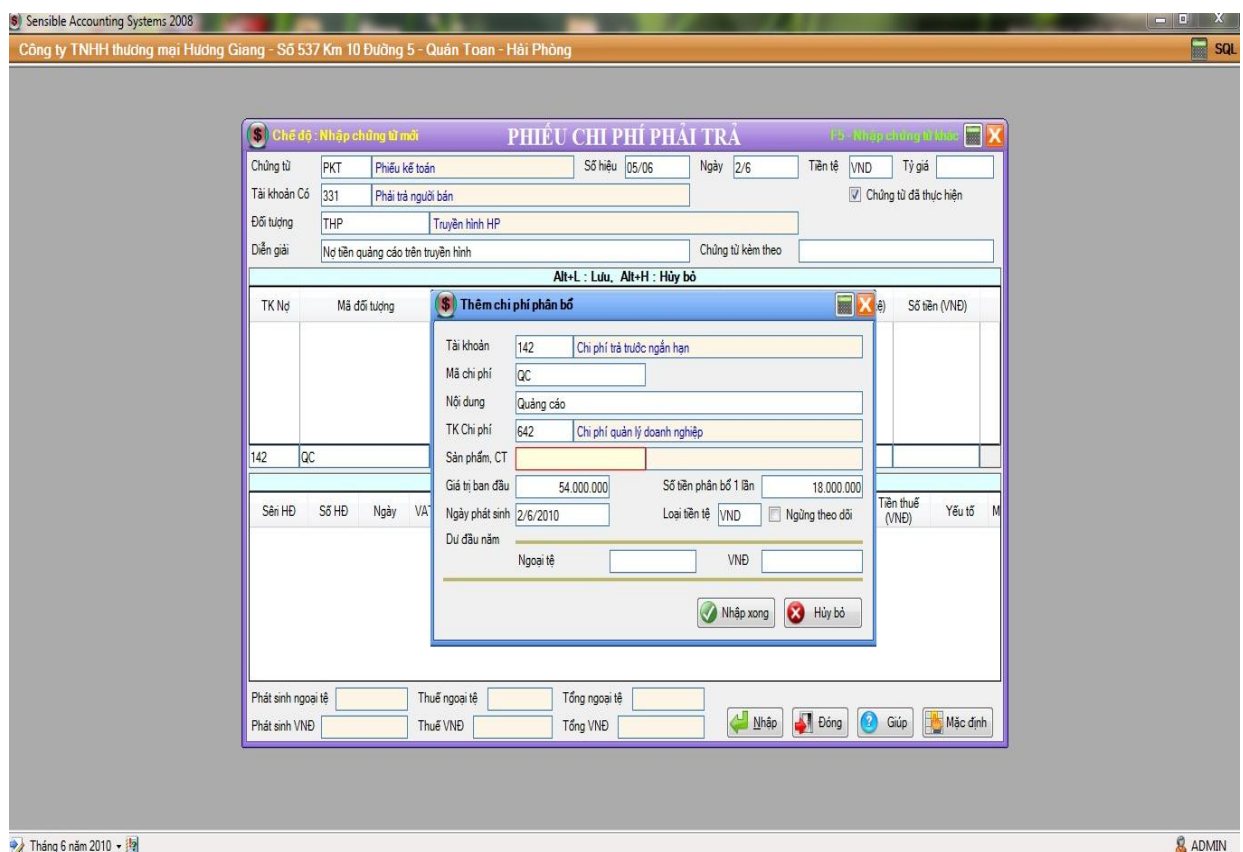 Sensible Accounting Systems 2008
Công ty TNHH thương mại Hương Giang - Số 537 Km 10 Đường 5 - Quán Toan - Hải Phòng SQL
Chế độ : Nhập chứng từ mới PHIẾU CHI PHÍ PHẢI TRẢ F5 - Nhập chứng từ khác
Chứng từ PKT Phiếu kế toán Số hiệu 05/06 Ngày 2/6 Tiền tệ VND Tỷ giá
Tài khoản Có 331 Phải trả người bán Chứng từ đã thực hiện
Đối tượng THP Truyền hình HP
Diễn giải Nợ tiền quảng cáo trên truyền hình Chứng từ kèm theo
Alt+L : Lưu, Alt+H : Hủy bỏ
TK Nợ Mã đối tượng Thêm chi phí phân bổ ệ) Số tiền (VNĐ)
Tài khoản 142 Chi phí trả trước ngắn hạn
Mã chi phí QC
Nội dung Quảng cáo
TK Chi phí 642 Chi phí quản lý doanh nghiệp
142 QC Sản phẩm, CT
Giá trị ban đầu 54.000.000 Số tiền phân bổ 1 lần 18.000.000
Sêri HĐ Số HĐ Ngày VAT Ngày phát sinh 2/6/2010 Loại tiền tệ VND Ngừng theo dõi Tiền thuế (VNĐ) Yếu tố M
Dư đầu năm
Ngoại tệ VNĐ
Nhập xong Hủy bỏ
Phát sinh ngoại tệ Thuế ngoại tệ Tổng ngoại tệ
Phát sinh VNĐ Thuế VNĐ Tổng VNĐ Nhập Đóng Giúp Mặc định
Tháng 6 năm 2010 ADMIN